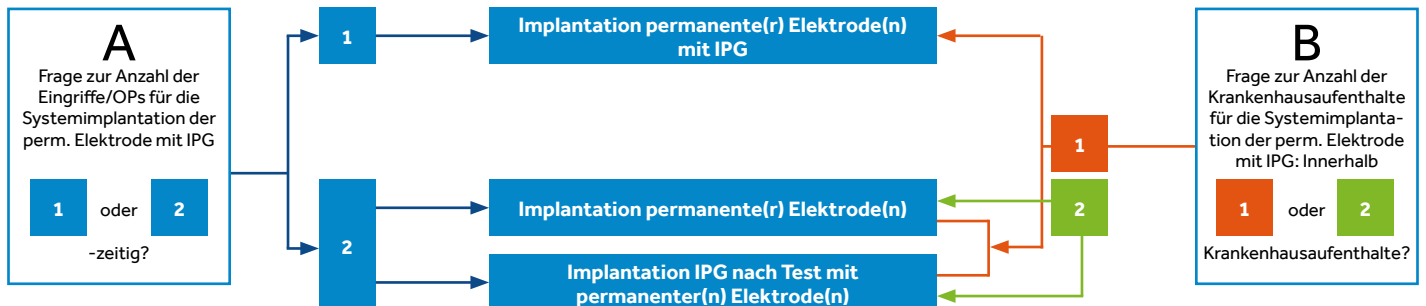 A
Frage zur Anzahl der
Eingriffe/OPs für die
Systemimplantation der
perm. Elektrode mit IPG
1 oder 2
-zeitig?
1
Implantation permanente(r) Elektrode(n)
mit IPG
2
Implantation permanente(r) Elektrode(n)
Implantation IPG nach Test mit
permanenter(n) Elektrode(n)
1
2
B
Frage zur Anzahl der
Krankenhausaufenthalte
für die Systemimplanta-
tion der perm. Elektrode
mit IPG: Innerhalb
1 oder 2
Krankenhausaufenthalte?